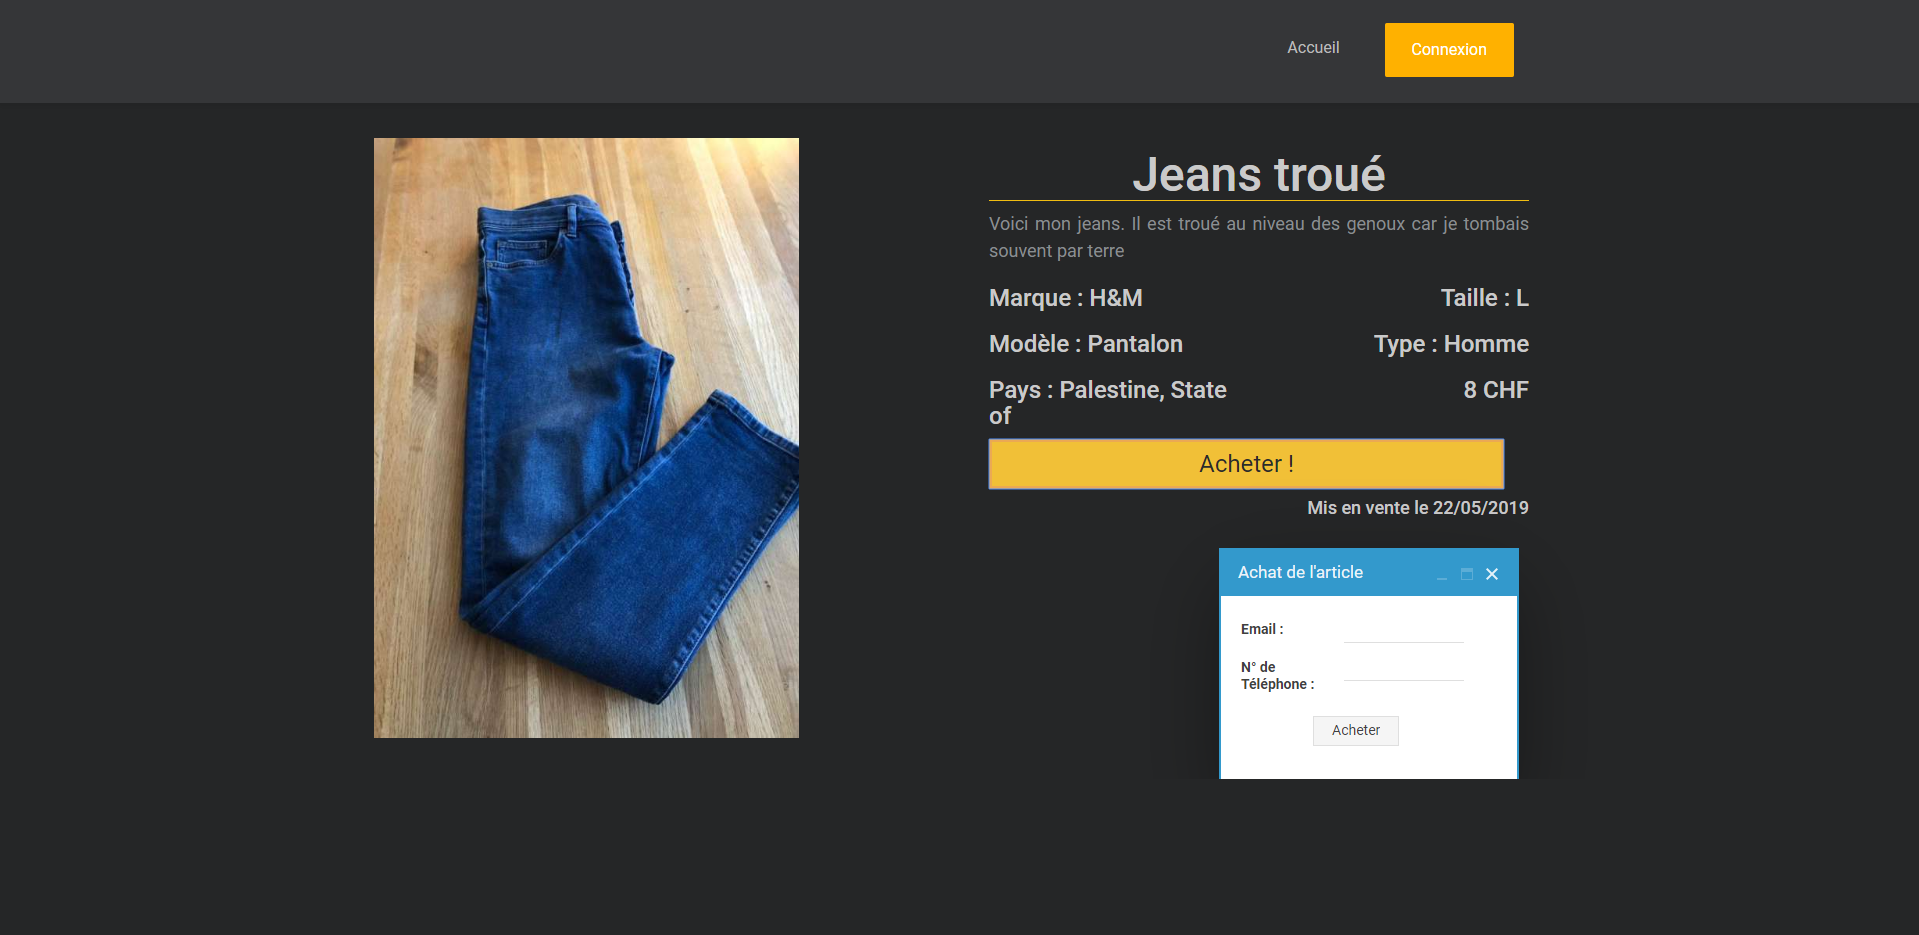 Accueil
Connexion
Jeans troué
Voici mon jeans. Il est troué au niveau des genoux car je tombais
souvent par terre
Marque : H&M
Taille : L
Modèle : Pantalon
Type : Homme
Pays : Palestine, State
of
8 CHF
Acheter !
Mis en vente le 22/05/2019
Achat de l'article
Email :
N° de
Téléphone :
Acheter